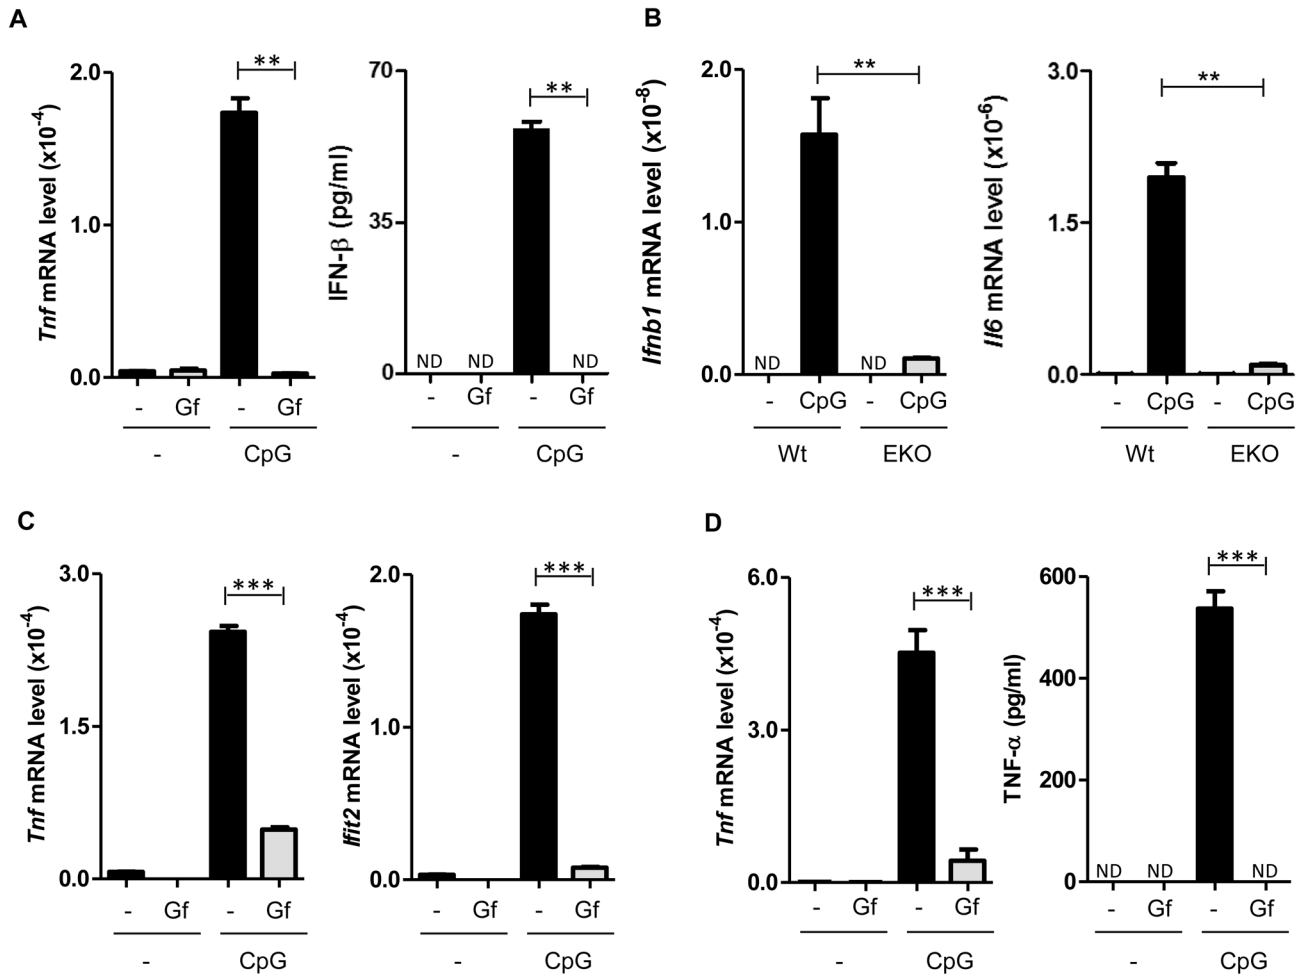 A
Tnf mRNA level (x10-4)
2.0
1.0
0.0
**
- Gf - Gf
- CpG
IFN-β (pg/ml)
70
35
0
**
ND ND ND
- Gf - Gf
- CpG
B
Ifnb1 mRNA level (x10-8)
2.0
1.0
0.0
**
ND ND
- CpG - CpG
Wt EKO
Il6 mRNA level (x10-6)
3.0
1.5
0.0
**
- CpG - CpG
Wt EKO
C
Tnf mRNA level (x10-4)
3.0
1.5
0.0
***
- Gf - Gf
- CpG
Ifit2 mRNA level (x10-4)
2.0
1.0
0.0
***
- Gf - Gf
- CpG
D
Tnf mRNA level (x10-4)
6.0
3.0
0.0
***
- Gf - Gf
- CpG
TNF-α (pg/ml)
600
400
200
0
***
ND ND ND
- Gf - Gf
- CpG